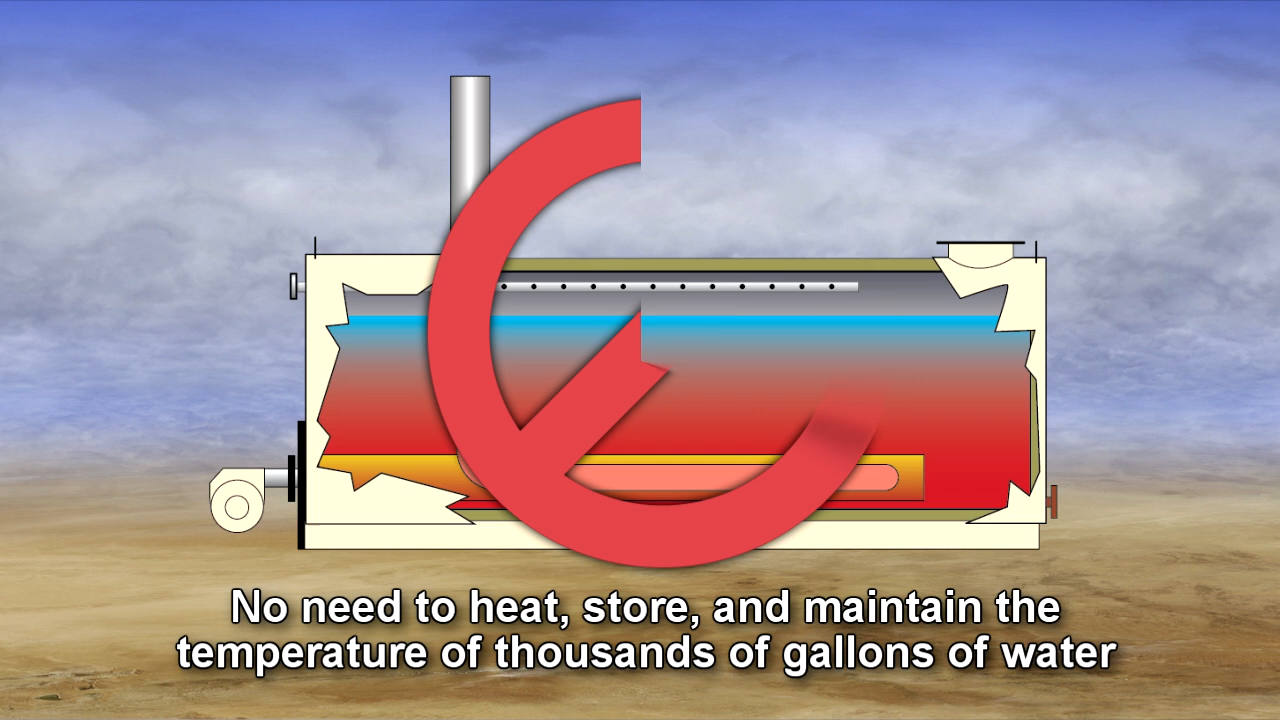 No need to heat, store, and maintain the
temperature of thousands of gallons of water